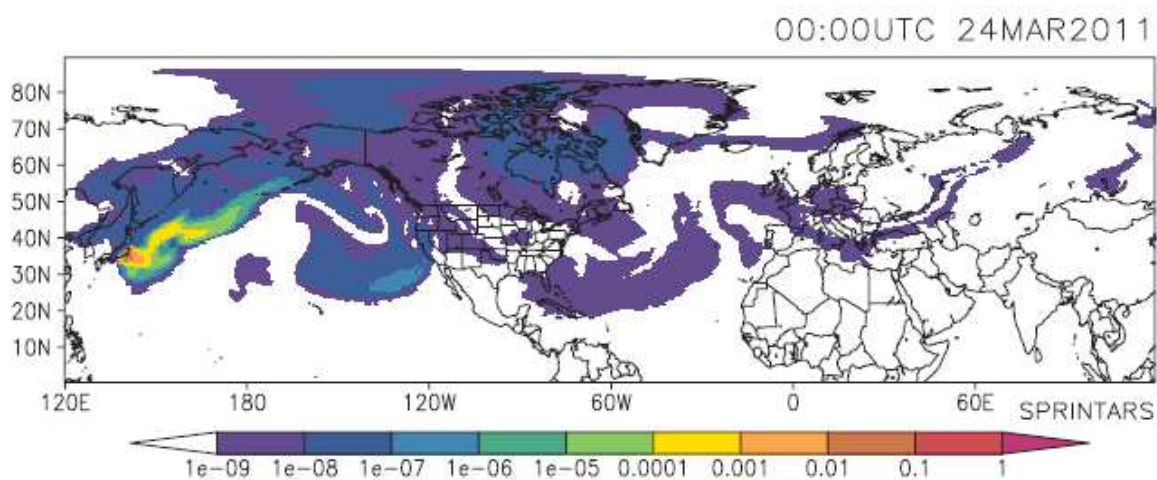 00:00UTC 24MAR2011
80N
70N
60N
50N
40N
30N
20N
10N
120E 180 120W 60W 0 60E
SPRINTARS
1e-09 1e-08 1e-07 1e-06 1e-05 0.0001 0.001 0.01 0.1 1